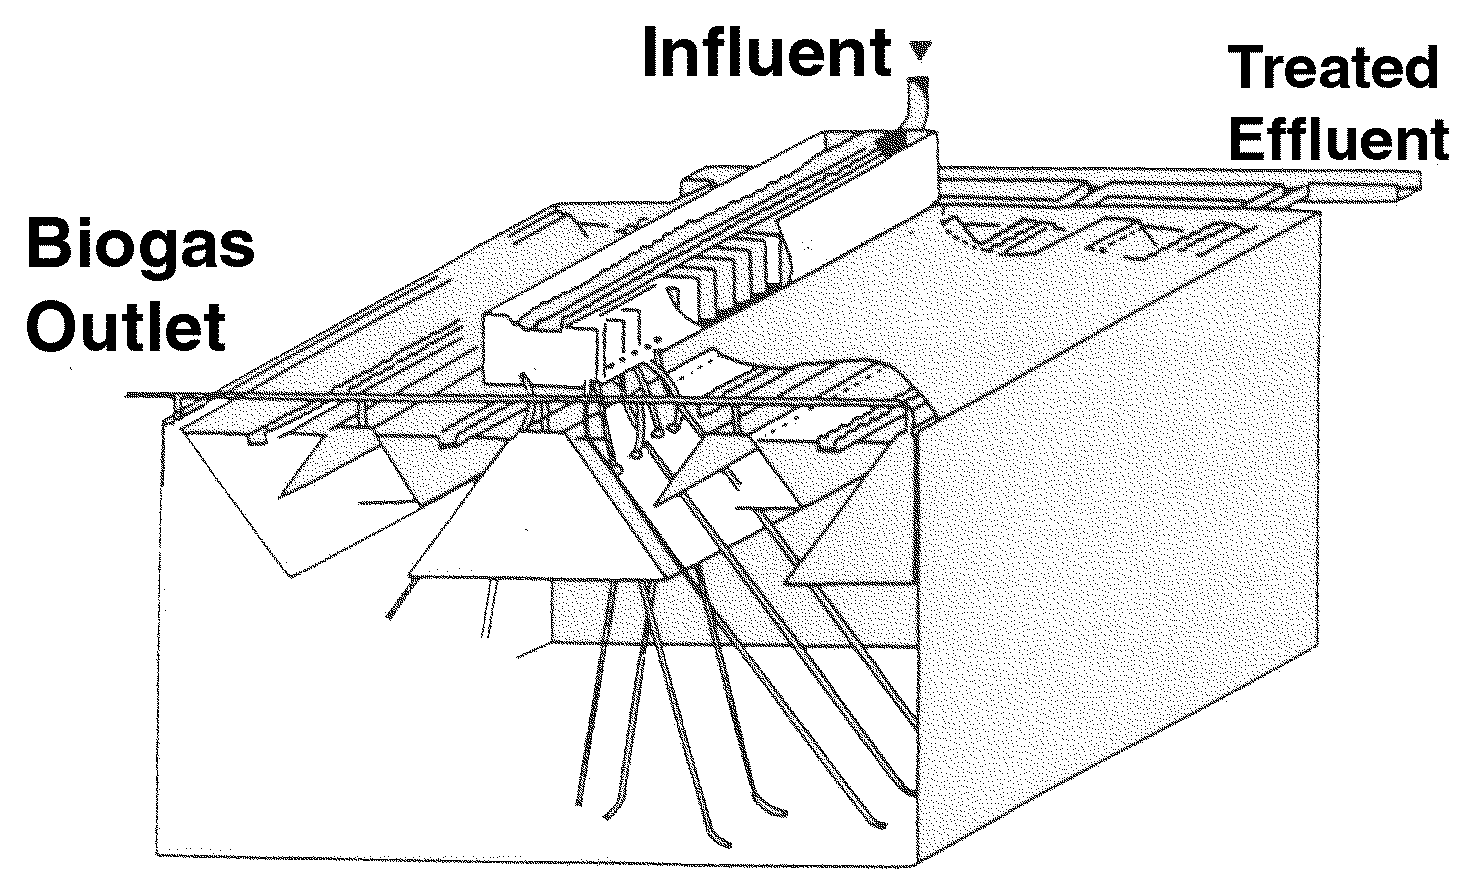 Influent
Treated
Effluent
Biogas
Outlet